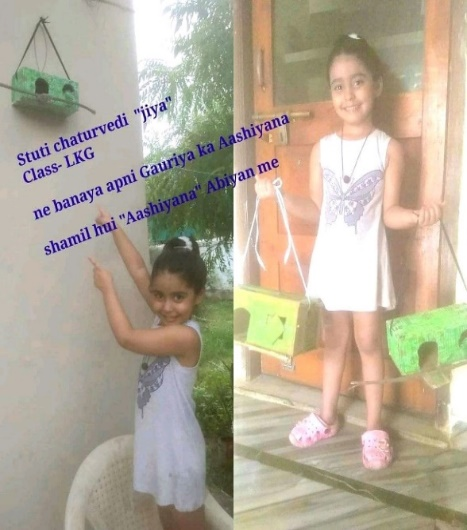 Stuti chaturvedi "jiya"
Class- LKG
ne banaya apni Gauriya ka Aashiyana
shamil hui "Aashiyana" Abiyan me